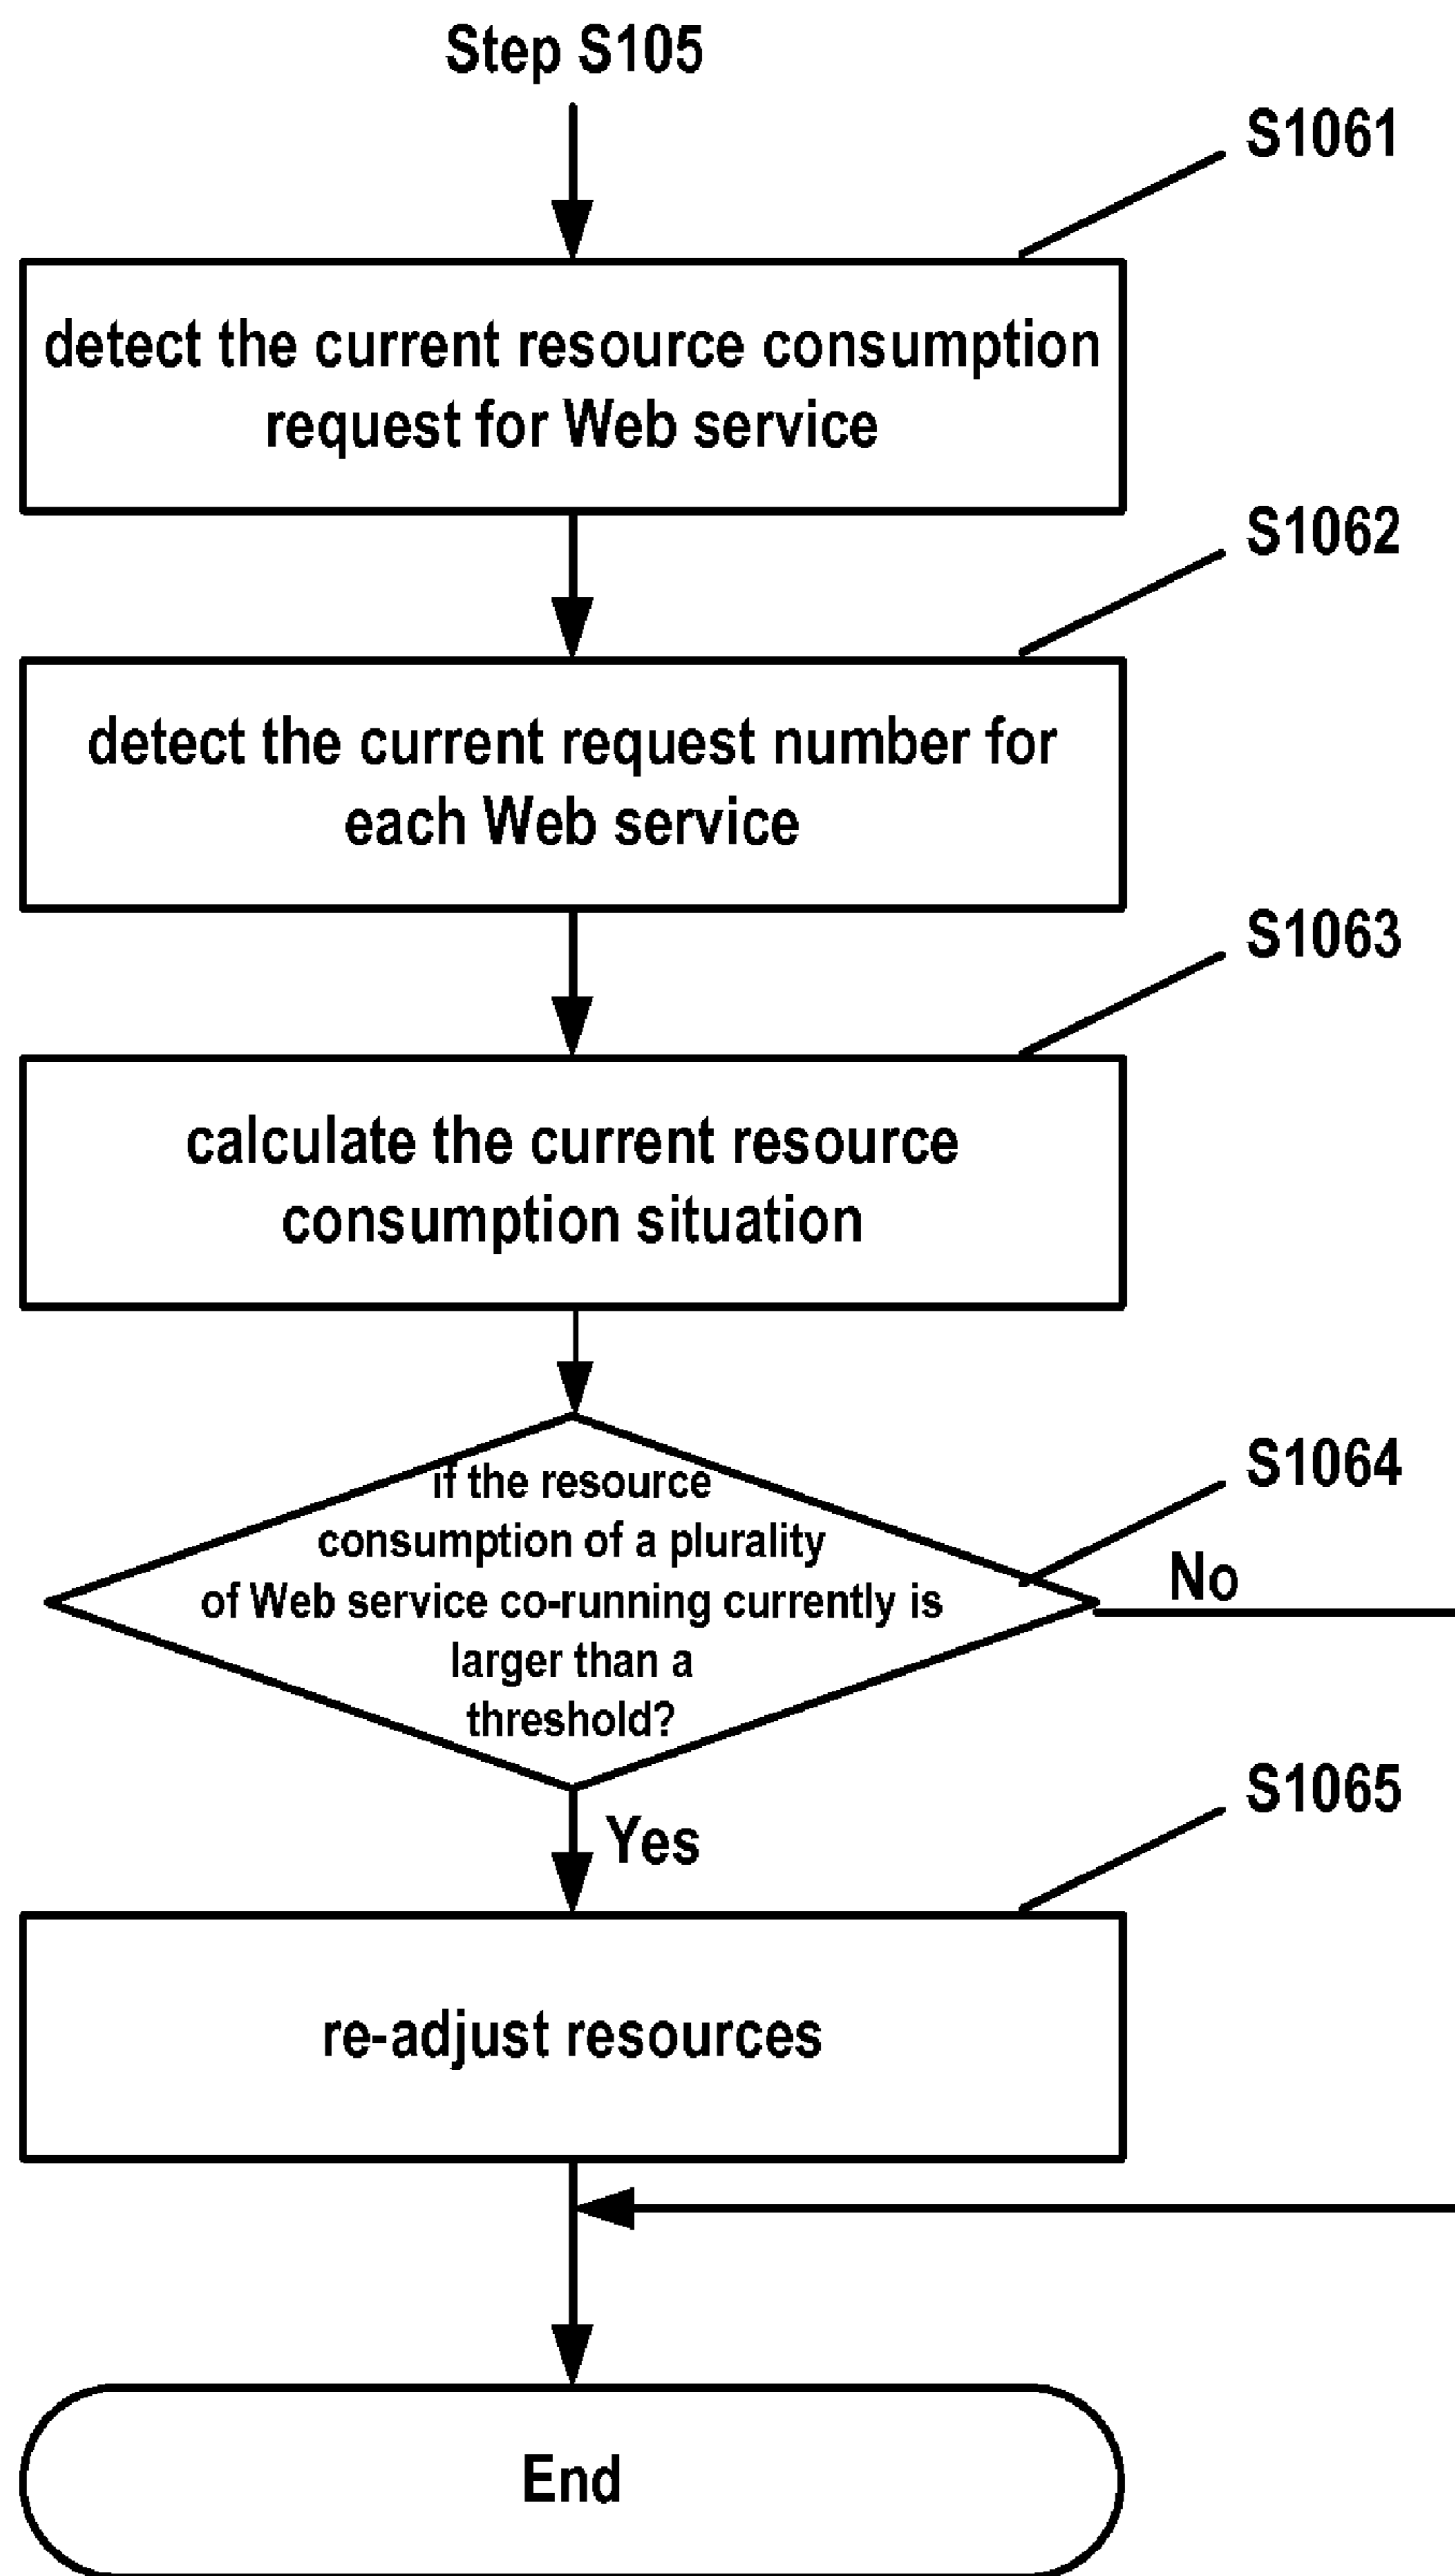 Step S105
S1061
detect the current resource consumption
request for Web service
S1062
detect the current request number for
each Web service
S1063
calculate the current resource
consumption situation
S1064
if the resource
consumption of a plurality
of Web service co-running currently is
larger than a
threshold?
No
Yes
S1065
re-adjust resources
End